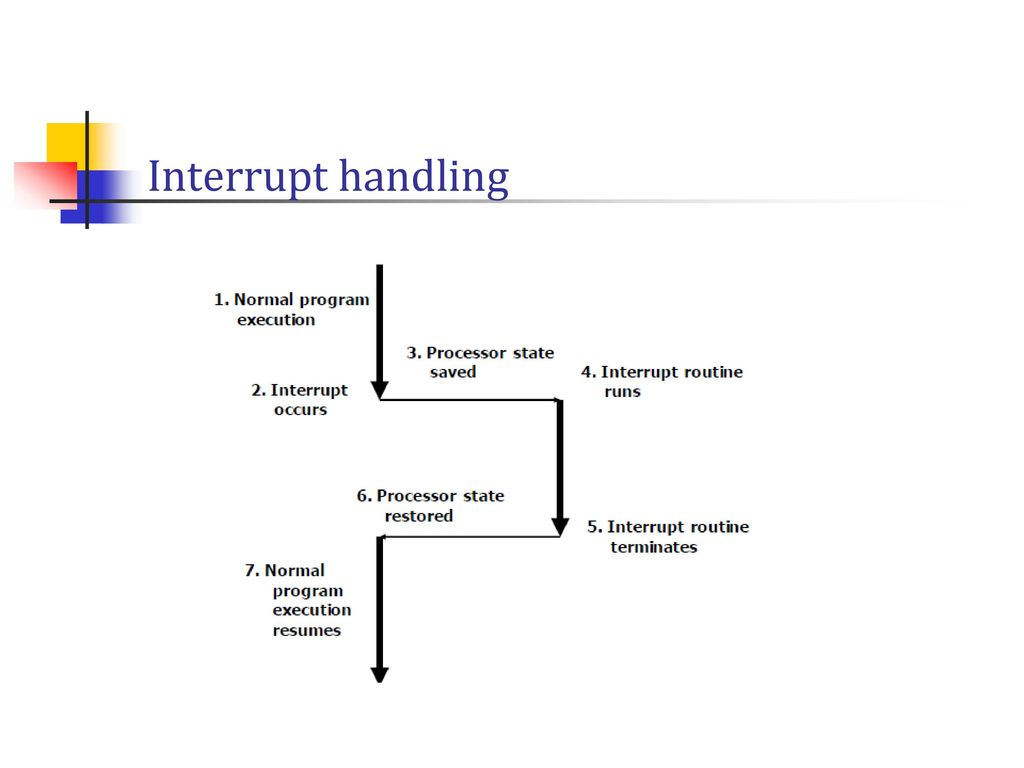 Interrupt handling
1. Normal program
execution
2. Interrupt
occurs
3. Processor state
saved
4. Interrupt routine
runs
5. Interrupt routine
terminates
6. Processor state
restored
7. Normal
program
execution
resumes